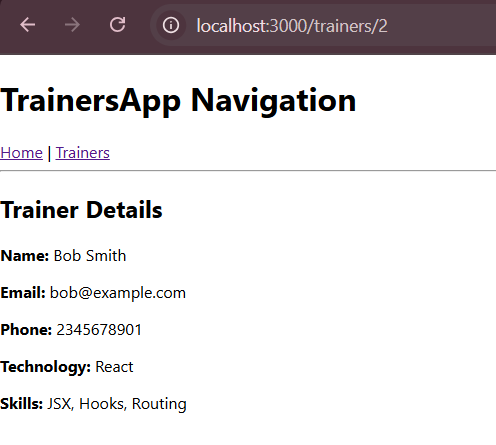 localhost:3000/trainers/2
TrainersApp Navigation
Home | Trainers
Trainer Details
Name: Bob Smith
Email: bob@example.com
Phone: 2345678901
Technology: React
Skills: JSX, Hooks, Routing